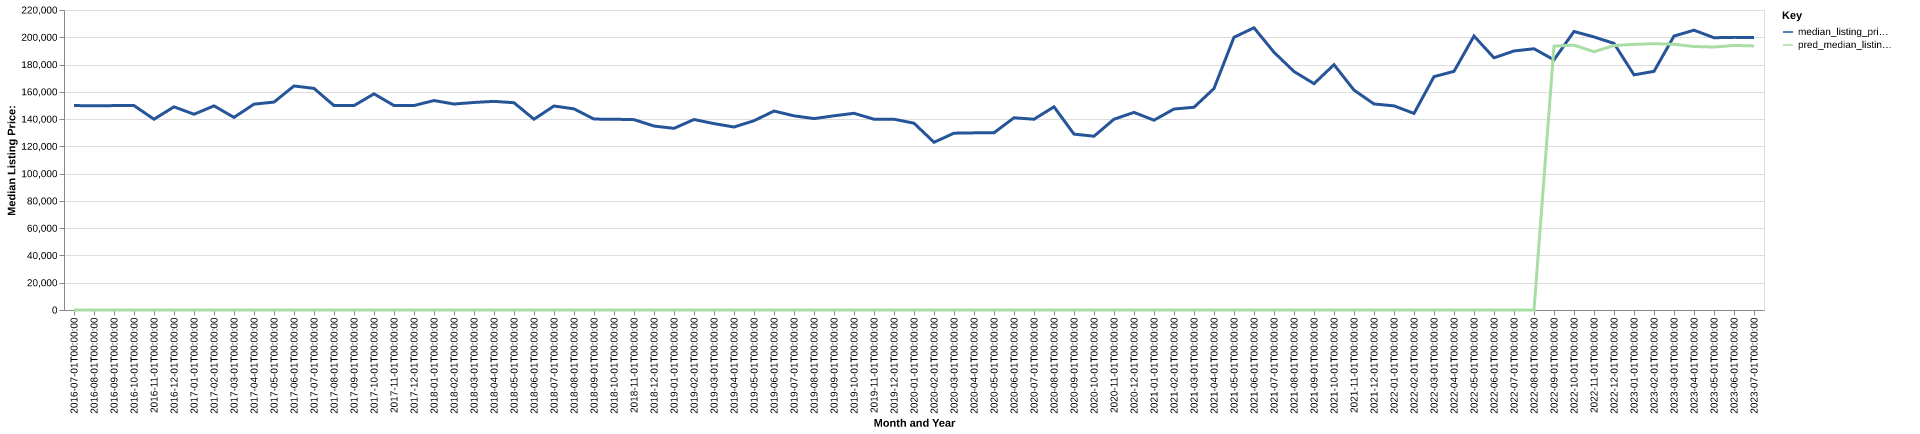 220,000
200,000
180,000
160,000
140,000
120,000
100,000
80,000
60,000
40,000
20,000
0
Median Listing Price:
2016-07-01T00:00:00
2016-08-01T00:00:00
2016-09-01T00:00:00
2016-10-01T00:00:00
2016-11-01T00:00:00
2016-12-01T00:00:00
2017-01-01T00:00:00
2017-02-01T00:00:00
2017-03-01T00:00:00
2017-04-01T00:00:00
2017-05-01T00:00:00
2017-06-01T00:00:00
2017-07-01T00:00:00
2017-08-01T00:00:00
2017-09-01T00:00:00
2017-10-01T00:00:00
2017-11-01T00:00:00
2017-12-01T00:00:00
2018-01-01T00:00:00
2018-02-01T00:00:00
2018-03-01T00:00:00
2018-04-01T00:00:00
2018-05-01T00:00:00
2018-06-01T00:00:00
2018-07-01T00:00:00
2018-08-01T00:00:00
2018-09-01T00:00:00
2018-10-01T00:00:00
2018-11-01T00:00:00
2018-12-01T00:00:00
2019-01-01T00:00:00
2019-02-01T00:00:00
2019-03-01T00:00:00
2019-04-01T00:00:00
2019-05-01T00:00:00
2019-06-01T00:00:00
2019-07-01T00:00:00
2019-08-01T00:00:00
2019-09-01T00:00:00
2019-10-01T00:00:00
2019-11-01T00:00:00
2019-12-01T00:00:00
2020-01-01T00:00:00
2020-02-01T00:00:00
2020-03-01T00:00:00
2020-04-01T00:00:00
2020-05-01T00:00:00
2020-06-01T00:00:00
2020-07-01T00:00:00
2020-08-01T00:00:00
2020-09-01T00:00:00
2020-10-01T00:00:00
2020-11-01T00:00:00
2020-12-01T00:00:00
2021-01-01T00:00:00
2021-02-01T00:00:00
2021-03-01T00:00:00
2021-04-01T00:00:00
2021-05-01T00:00:00
2021-06-01T00:00:00
2021-07-01T00:00:00
2021-08-01T00:00:00
2021-09-01T00:00:00
2021-10-01T00:00:00
2021-11-01T00:00:00
2021-12-01T00:00:00
2022-01-01T00:00:00
2022-02-01T00:00:00
2022-03-01T00:00:00
2022-04-01T00:00:00
2022-05-01T00:00:00
2022-06-01T00:00:00
2022-07-01T00:00:00
2022-08-01T00:00:00
2022-09-01T00:00:00
2022-10-01T00:00:00
2022-11-01T00:00:00
2022-12-01T00:00:00
2023-01-01T00:00:00
2023-02-01T00:00:00
2023-03-01T00:00:00
2023-04-01T00:00:00
2023-05-01T00:00:00
2023-06-01T00:00:00
2023-07-01T00:00:00
Month and Year
Key
median_listing_pri…
pred_median_listin…